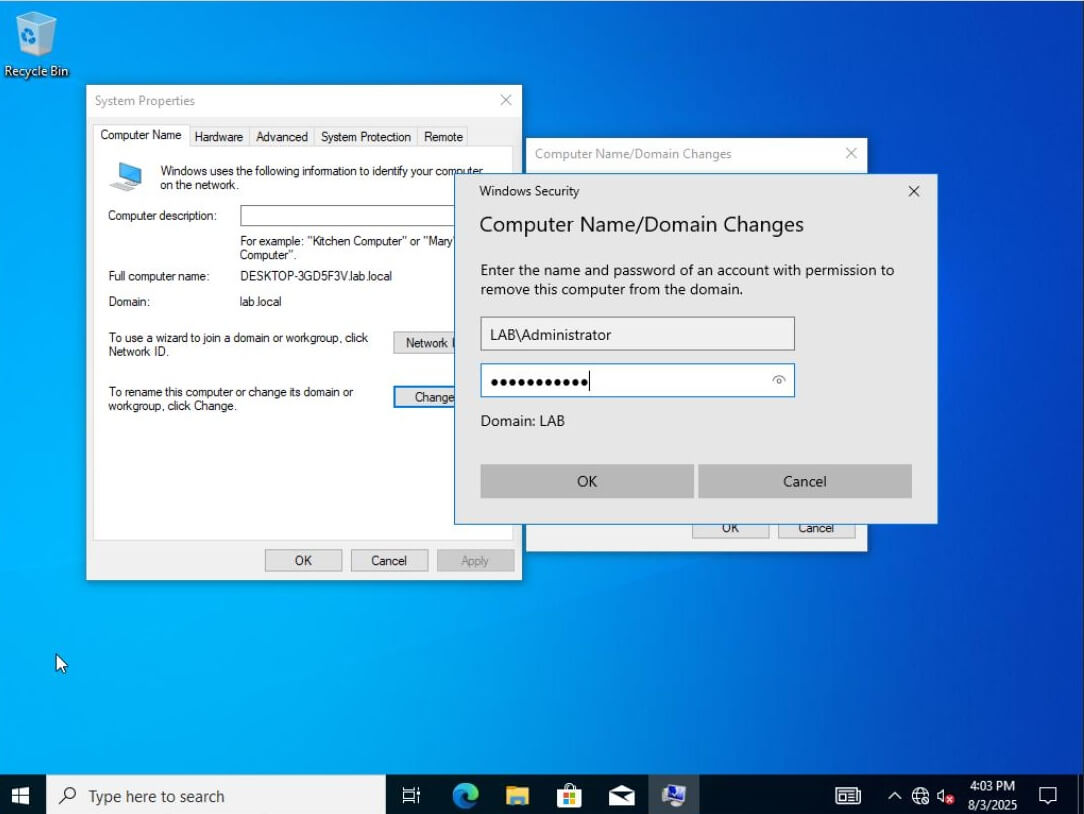 Recycle Bin
System Properties
Computer Name Hardware Advanced System Protection Remote
Windows uses the following information to identify your computer
on the network.
Computer description:
For example: "Kitchen Computer" or "Mary'
Computer".
Full computer name: DESKTOP-3GD5F3V.lab.local
Domain: lab.local
To use a wizard to join a domain or workgroup, click
Network ID.
Network I
To rename this computer or change its domain or
workgroup, click Change.
Change
OK Cancel Apply
Computer Name/Domain Changes
OK Cancel
Windows Security
Computer Name/Domain Changes
Enter the name and password of an account with permission to
remove this computer from the domain.
LAB\Administrator
●●●●●●●●●●●
Domain: LAB
OK Cancel
Type here to search
4:03 PM
8/3/2025